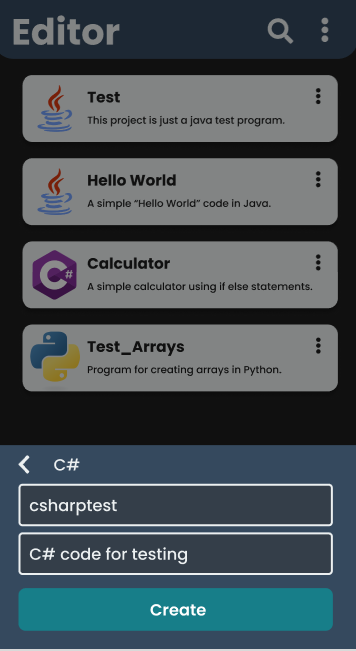 Editor
Test
This project is just a java test program.
Hello World
A simple “Hello World” code in Java.
C#
Calculator
A simple calculator using if else statements.
Test_Arrays
Program for creating arrays in Python.
C#
csharptest
C# code for testing
Create